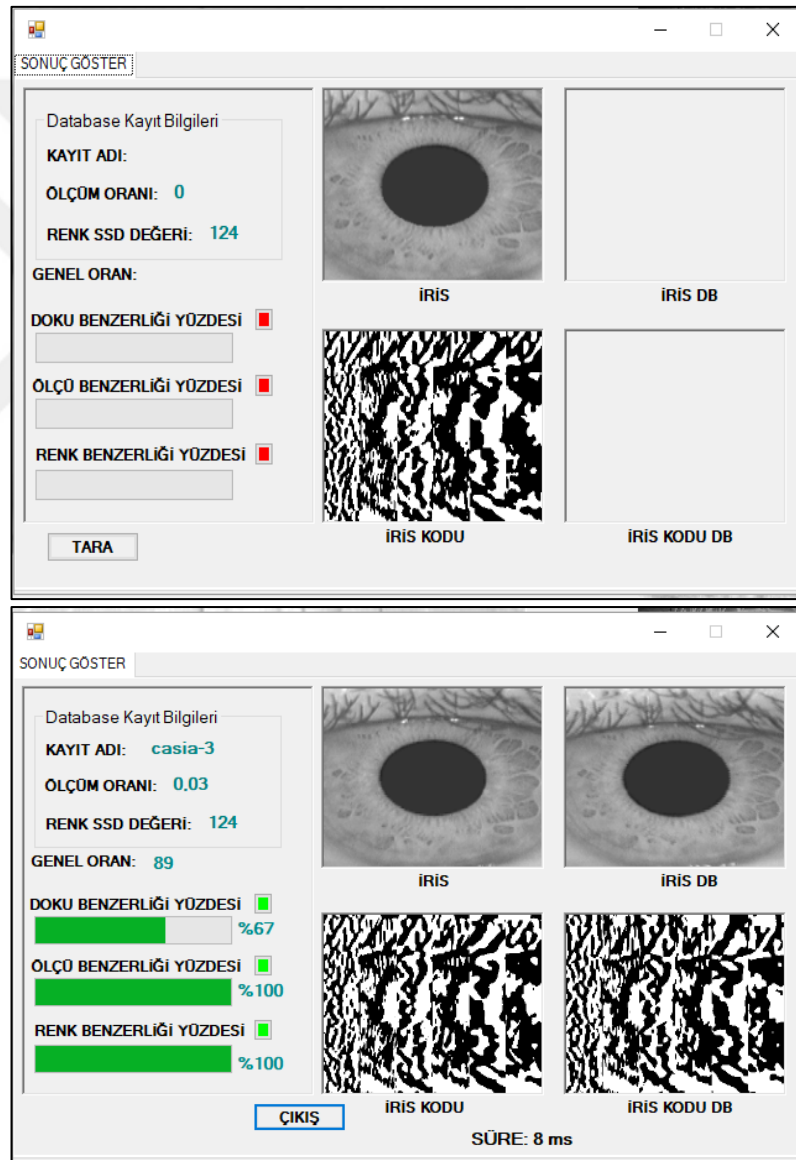 SONUÇ GÖSTER
Database Kayıt Bilgileri
KAYIT ADI:
ÖLÇÜM ORANI: 0
RENK SSD DEĞERİ: 124
GENEL ORAN:
DOKU BENZERLİĞİ YÜZDESİ
ÖLÇÜ BENZERLİĞİ YÜZDESİ
RENK BENZERLİĞİ YÜZDESİ
TARA
İRİS
İRİS DB
İRİS KODU
İRİS KODU DB
SONUÇ GÖSTER
Database Kayıt Bilgileri
KAYIT ADI: casia-3
ÖLÇÜM ORANI: 0,03
RENK SSD DEĞERİ: 124
GENEL ORAN: 89
DOKU BENZERLİĞİ YÜZDESİ
%67
ÖLÇÜ BENZERLİĞİ YÜZDESİ
%100
RENK BENZERLİĞİ YÜZDESİ
%100
ÇIKIŞ
İRİS
İRİS DB
İRİS KODU
İRİS KODU DB
SÜRE: 8 ms